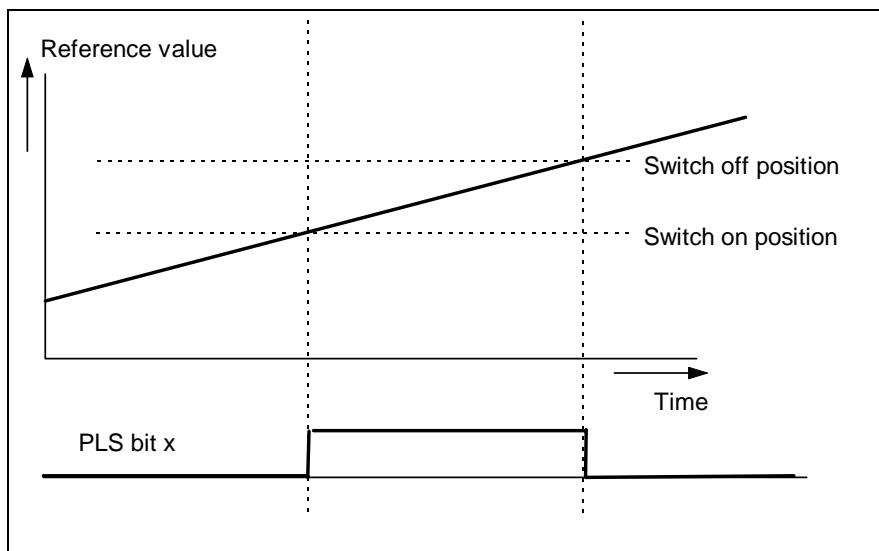 Reference value
Switch off position
Switch on position
Time
PLS bit x